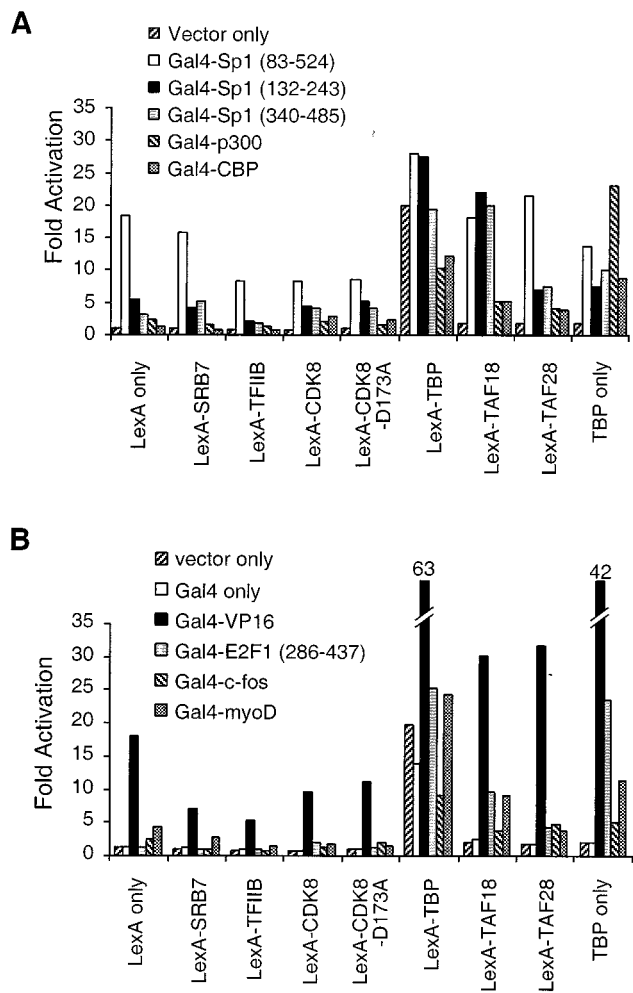 A
Vector only
Gal4-Sp1 (83-524)
Gal4-Sp1 (132-243)
Gal4-Sp1 (340-485)
Gal4-p300
Gal4-CBP
Fold Activation
35
30
25
20
15
10
5
0
LexA only
LexA-SRB7
LexA-TFIIB
LexA-CDK8
LexA-CDK8
-D173A
LexA-TBP
LexA-TAF18
LexA-TAF28
TBP only
B
vector only
Gal4 only
Gal4-VP16
Gal4-E2F1 (286-437)
Gal4-c-fos
Gal4-myoD
63
42
Fold Activation
35
30
25
20
15
10
5
0
LexA only
LexA-SRB7
LexA-TFIIB
LexA-CDK8
LexA-CDK8
-D173A
LexA-TBP
LexA-TAF18
LexA-TAF28
TBP only